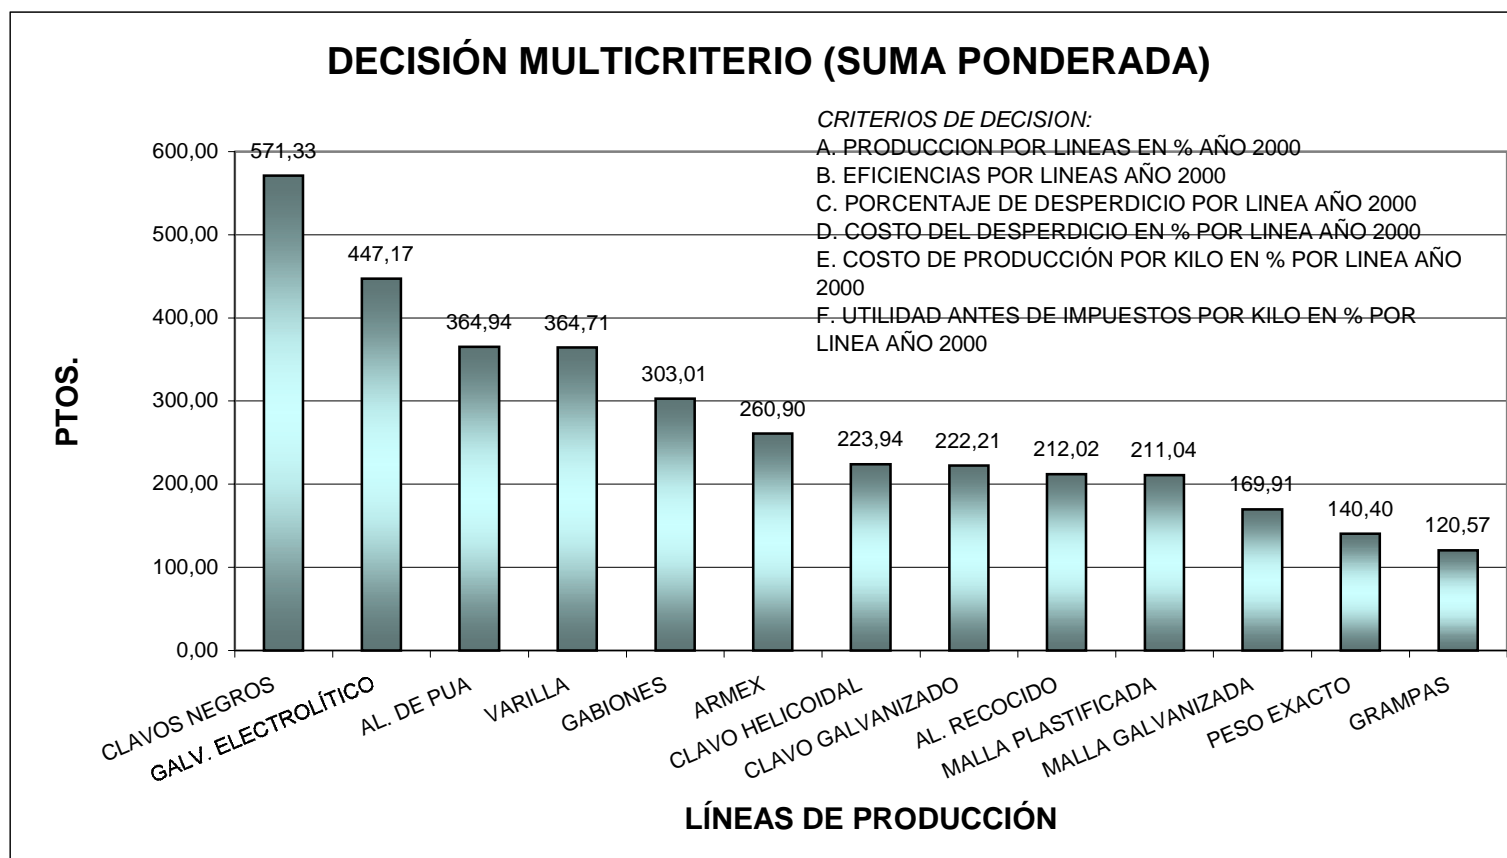 DECISIÓN MULTICRITERIO (SUMA PONDERADA)
CRITERIOS DE DECISION:
A. PRODUCCION POR LINEAS EN % AÑO 2000
B. EFICIENCIAS POR LINEAS AÑO 2000
C. PORCENTAJE DE DESPERDICIO POR LINEA AÑO 2000
D. COSTO DEL DESPERDICIO EN % POR LINEA AÑO 2000
E. COSTO DE PRODUCCIÓN POR KILO EN % POR LINEA AÑO
2000
F. UTILIDAD ANTES DE IMPUESTOS POR KILO EN % POR
LINEA AÑO 2000
PTOS.
600,00
500,00
400,00
300,00
200,00
100,00
0,00
571,33
447,17
364,94
364,71
303,01
260,90
223,94
222,21
212,02
211,04
169,91
140,40
120,57
CLAVOS NEGROS
GALV. ELECTROLÍTICO
AL. DE PUA
VARILLA
GABIONES
ARMEX
CLAVO HELICOIDAL
CLAVO GALVANIZADO
AL. RECOCIDO
MALLA PLASTIFICADA
MALLA GALVANIZADA
PESO EXACTO
GRAMPAS
LÍNEAS DE PRODUCCIÓN